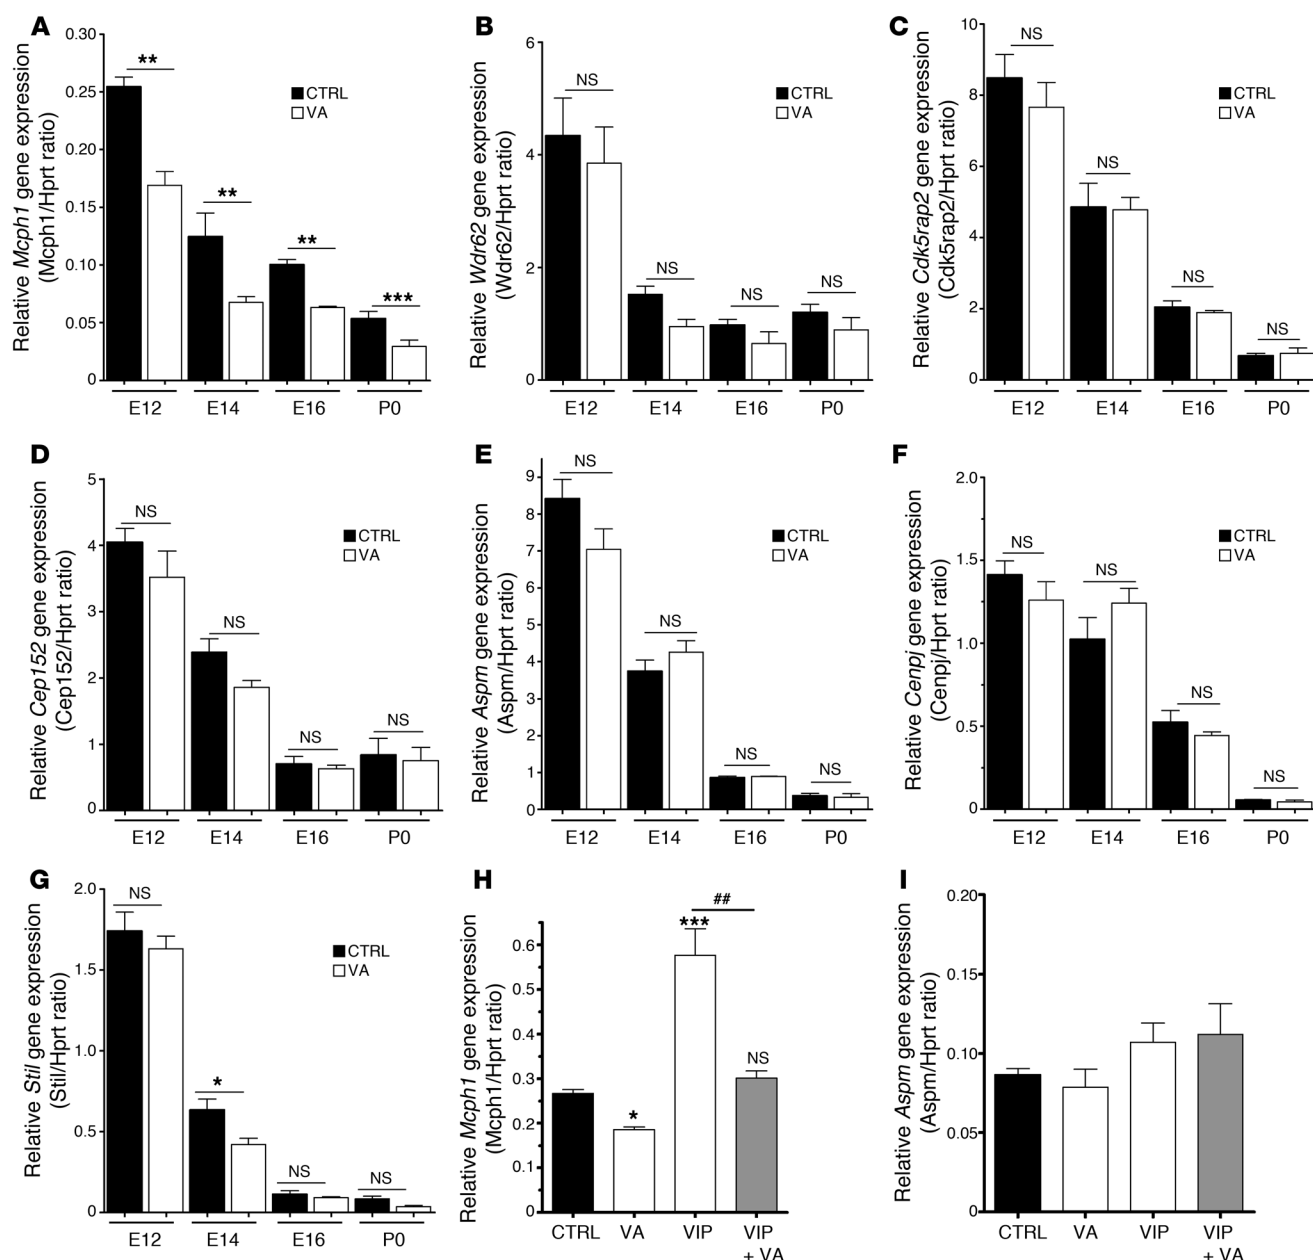 A
Relative Mcph1 gene expression
(Mcph1/Hprt ratio)
0.30
0.25
0.20
0.15
0.10
0.05
0
**
**
**
***
CTRL
VA
E12
E14
E16
P0
B
Relative Wdr62 gene expression
(Wdr62/Hprt ratio)
6
4
2
0
NS
NS
NS
NS
CTRL
VA
E12
E14
E16
P0
C
Relative Cdk5rap2 gene expression
(Cdk5rap2/Hprt ratio)
10
8
6
4
2
0
NS
NS
NS
NS
CTRL
VA
E12
E14
E16
P0
D
Relative Cep152 gene expression
(Cep152/Hprt ratio)
5
4
3
2
1
0
NS
NS
NS
NS
CTRL
VA
E12
E14
E16
P0
E
Relative Aspm gene expression
(Aspm/Hprt ratio)
9
8
7
6
5
4
3
2
1
0
NS
NS
NS
NS
CTRL
VA
E12
E14
E16
P0
F
Relative Cenpj gene expression
(Cenpj/Hprt ratio)
2.0
1.5
1.0
0.5
0
NS
NS
NS
NS
CTRL
VA
E12
E14
E16
P0
G
Relative Stil gene expression
(Stil/Hprt ratio)
2.0
1.5
1.0
0.5
0
NS
*
NS
NS
CTRL
VA
E12
E14
E16
P0
H
Relative Mcph1 gene expression
(Mcph1/Hprt ratio)
0.6
0.5
0.4
0.3
0.2
0.1
0
*
***
##
NS
CTRL
VA
VIP
VIP
+ VA
I
Relative Aspm gene expression
(Aspm/Hprt ratio)
0.20
0.15
0.10
0.05
0
CTRL
VA
VIP
VIP
+ VA